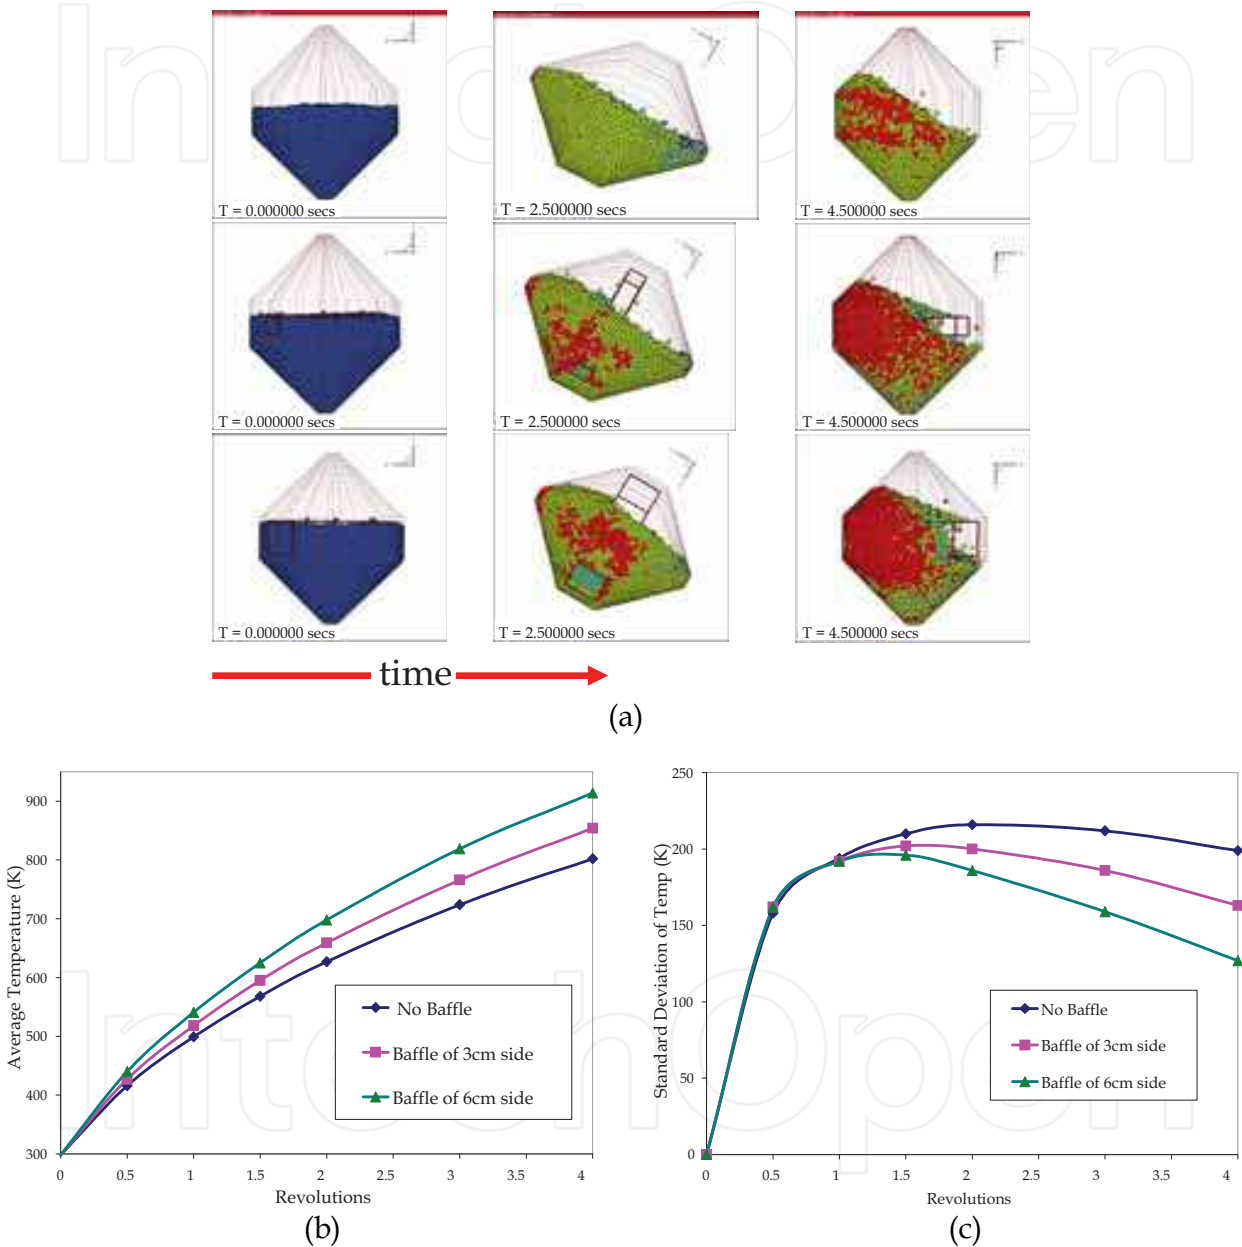 T = 0.000000 secs
T = 2.500000 secs
T = 4.500000 secs
T = 0.000000 secs
T = 2.500000 secs
T = 4.500000 secs
T = 0.000000 secs
T = 2.500000 secs
T = 4.500000 secs
time
(a)
Average Temperature (K)
900
800
700
600
500
400
300
0
0.5
1
1.5
2
2.5
3
3.5
4
Revolutions
No Baffle
Baffle of 3cm side
Baffle of 6cm side
(b)
Standard Deviation of Temp (K)
250
200
150
100
50
0
0
0.5
1
1.5
2
2.5
3
3.5
4
Revolutions
No Baffle
Baffle of 3cm side
Baffle of 6cm side
(c)
IntechOpen
IntechOpen